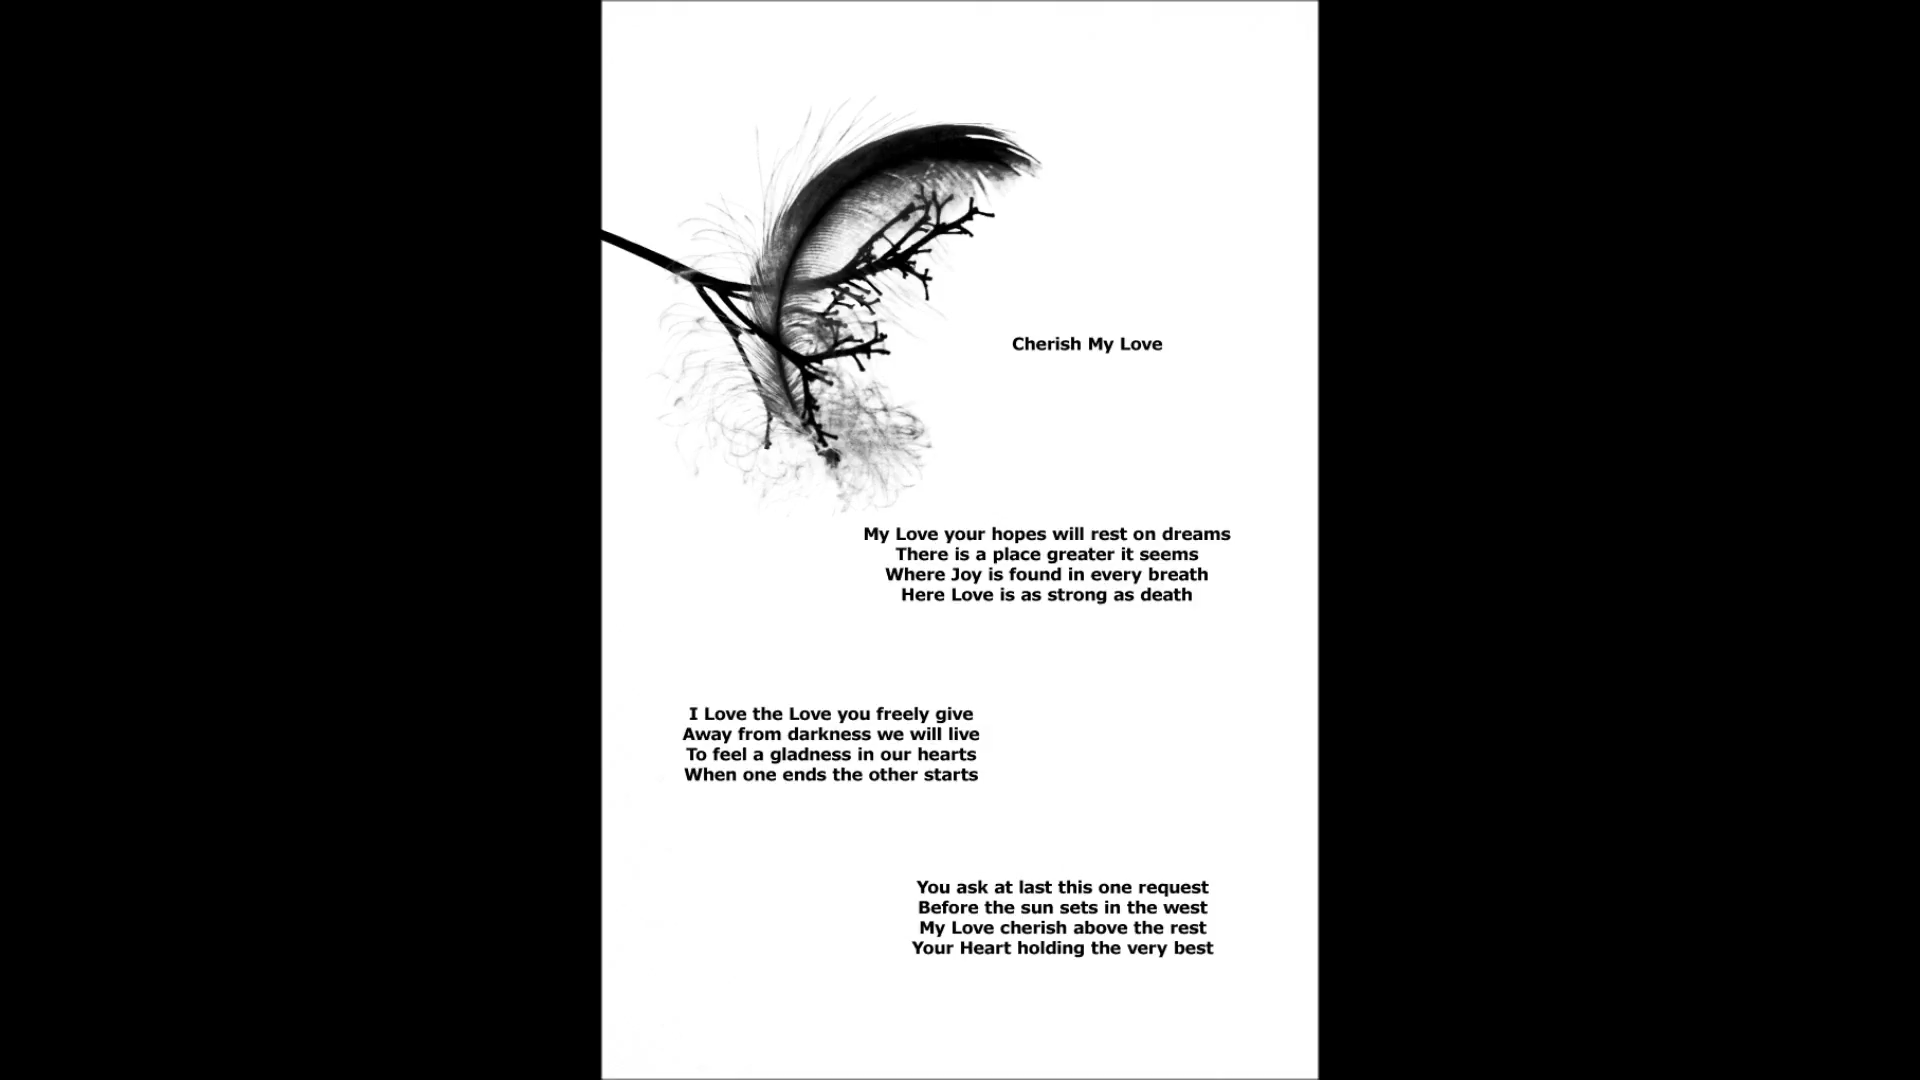 Cherish My Love
My Love your hopes will rest on dreams
There is a place greater it seems
Where Joy is found in every breath
Here Love is as strong as death
I Love the Love you freely give
Away from darkness we will live
To feel a gladness in our hearts
When one ends the other starts
You ask at last this one request
Before the sun sets in the west
My Love cherish above the rest
Your Heart holding the very best